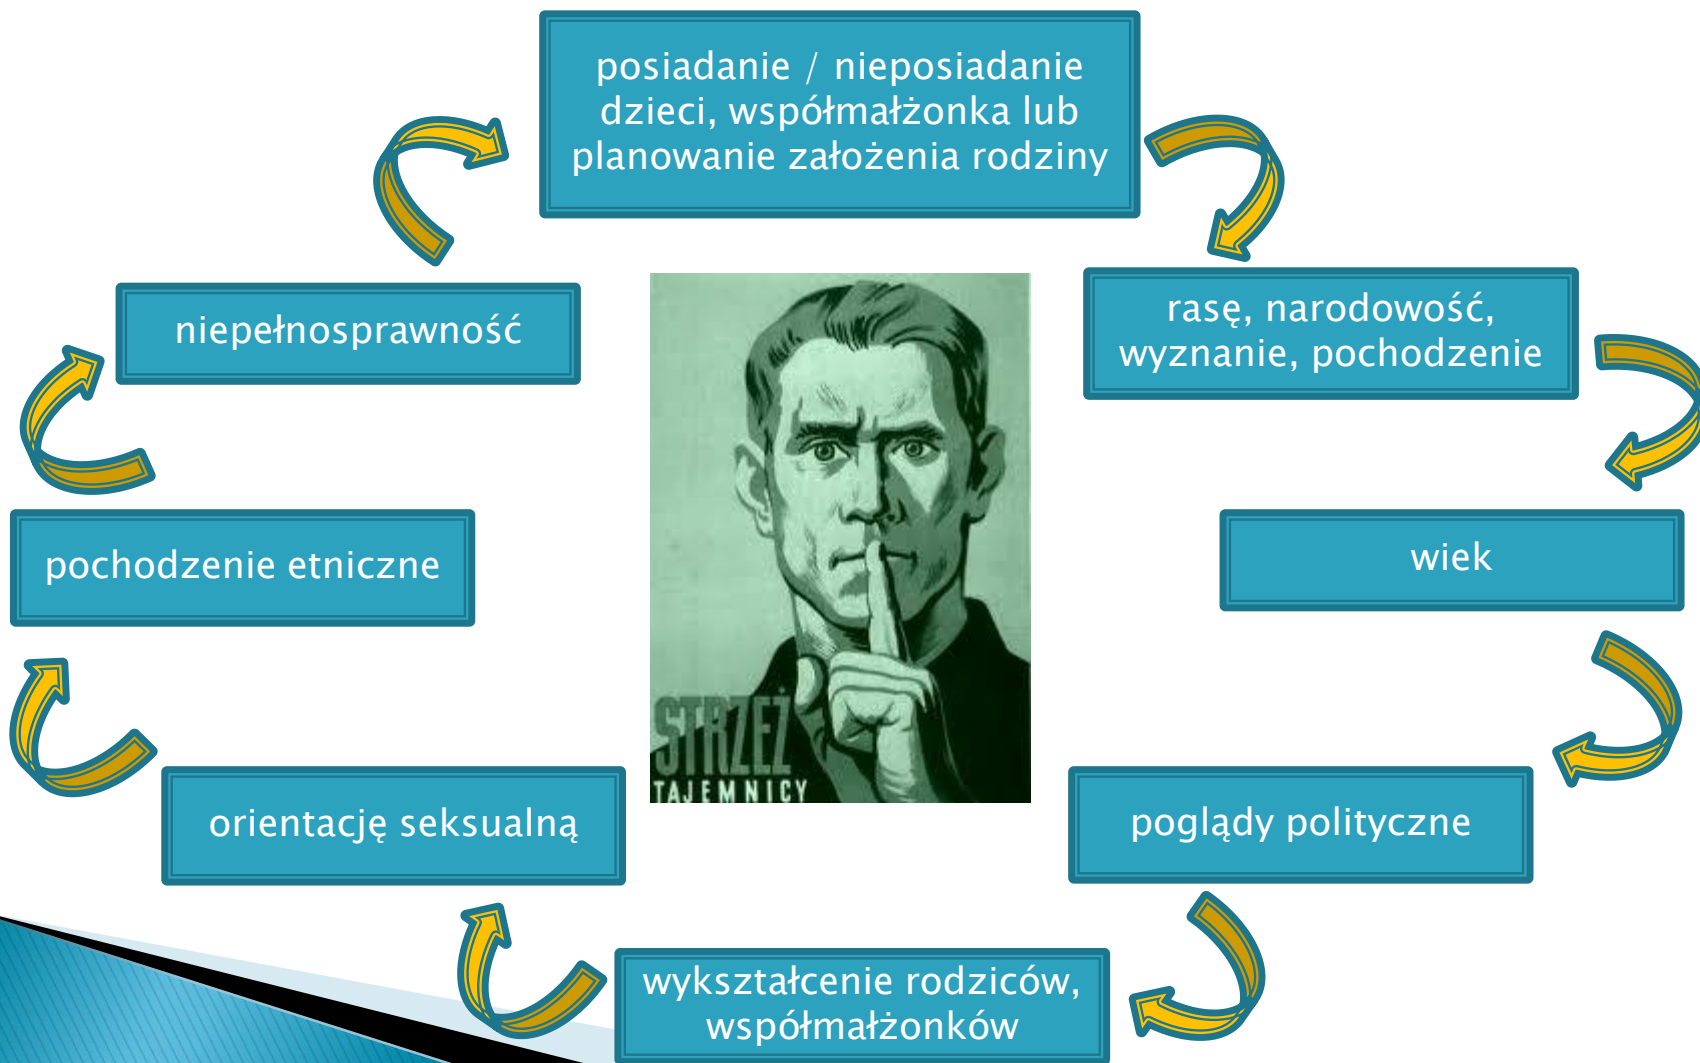 posiadanie / nieposiadanie
dzieci, współmałżonka lub
planowanie założenia rodziny
rasę, narodowość,
wyznanie, pochodzenie
wiek
poglądy polityczne
wykształcenie rodziców,
współmałżonków
orientację seksualną
pochodzenie etniczne
niepełnosprawność
STRZEŻ
TAJEMNICY